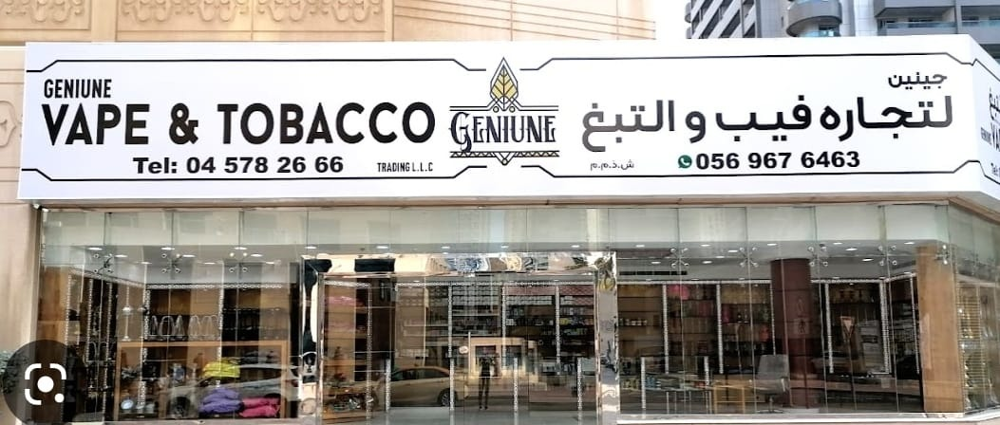 GENIUNE
VAPE & TOBACCO
Tel: 04 578 26 66
TRADING L.L.C
GENIUNE
جينين
لتجاره فيب و التبغ
056 967 6463
ش.ذ.م.م